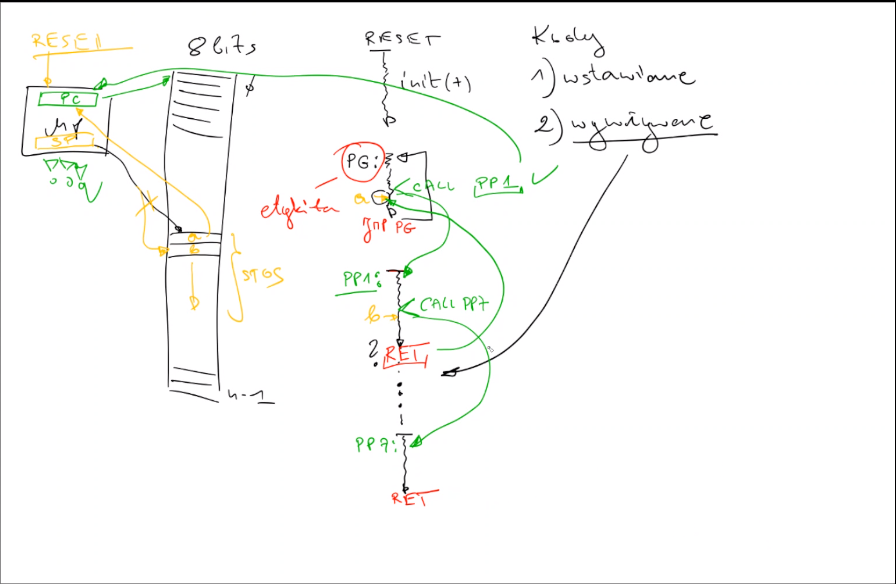 RESET
PC
μP
SP
8 bits
φ
a
b
STOS
n-1
RESET
init(+)
PG:
CALL PP1
a
JMP PG
etykieta
PP1:
CALL PP7
b
? RET
PP7:
RET
Kody
1) wstawiane
2) wywoływane